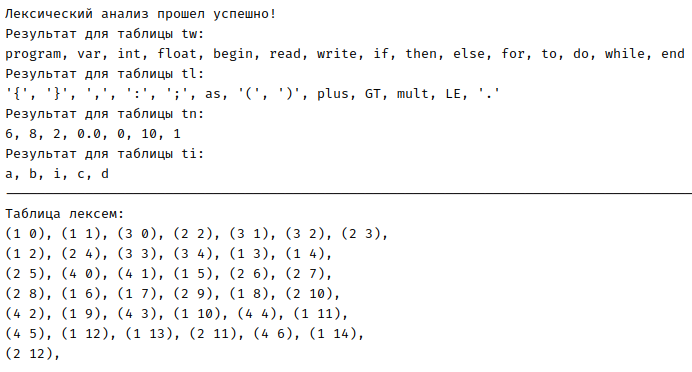 Лексический анализ прошел успешно!
Результат для таблицы tw:
program, var, int, float, begin, read, write, if, then, else, for, to, do, while, end
Результат для таблицы tl:
'{', '}', ',', ':', ';', as, '(', ')', plus, GT, mult, LE, '.'
Результат для таблицы tn:
6, 8, 2, 0.0, 0, 10, 1
Результат для таблицы ti:
a, b, i, c, d
Таблица лексем:
(1 0), (1 1), (3 0), (2 2), (3 1), (3 2), (2 3),
(1 2), (2 4), (3 3), (3 4), (1 3), (1 4),
(2 5), (4 0), (4 1), (1 5), (2 6), (2 7),
(2 8), (1 6), (1 7), (2 9), (1 8), (2 10),
(4 2), (1 9), (4 3), (1 10), (4 4), (1 11),
(4 5), (1 12), (1 13), (2 11), (4 6), (1 14),
(2 12),